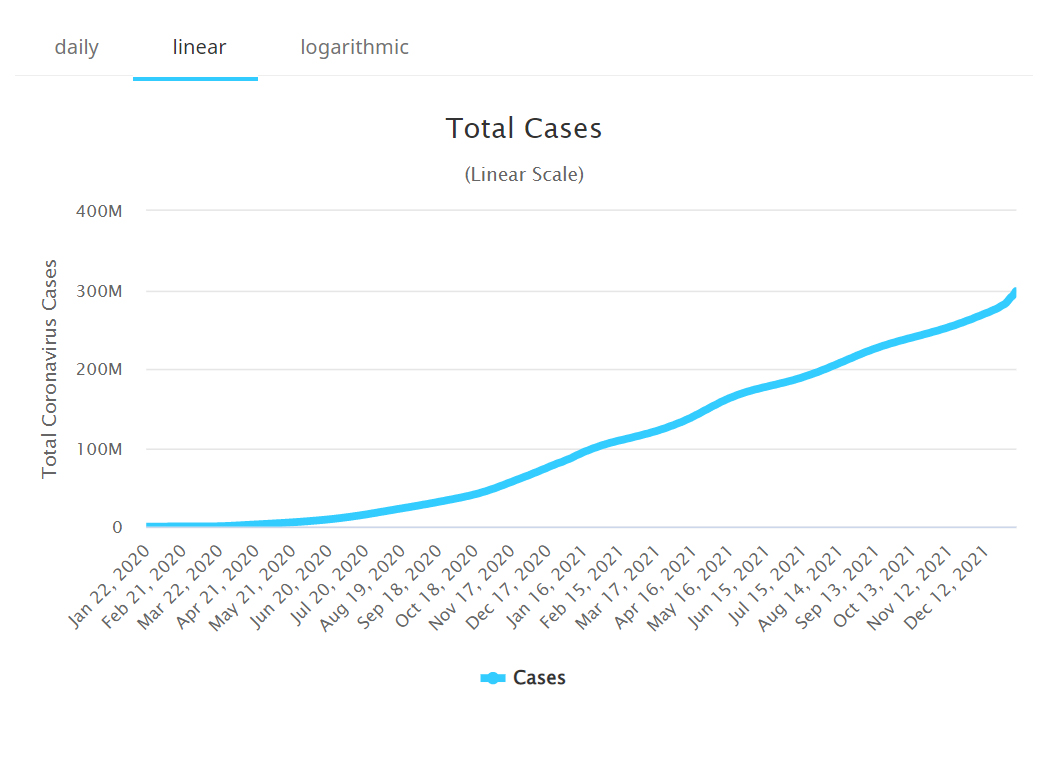 daily
linear
logarithmic
Total Cases
(Linear Scale)
Total Coronavirus Cases
400M
300M
200M
100M
0
Jan 22, 2020
Feb 21, 2020
Mar 22, 2020
Apr 21, 2020
May 21, 2020
Jun 20, 2020
Jul 20, 2020
Aug 19, 2020
Sep 18, 2020
Oct 18, 2020
Nov 17, 2020
Dec 17, 2020
Jan 16, 2021
Feb 15, 2021
Mar 17, 2021
Apr 16, 2021
May 16, 2021
Jun 15, 2021
Jul 15, 2021
Aug 14, 2021
Sep 13, 2021
Oct 13, 2021
Nov 12, 2021
Dec 12, 2021
Cases